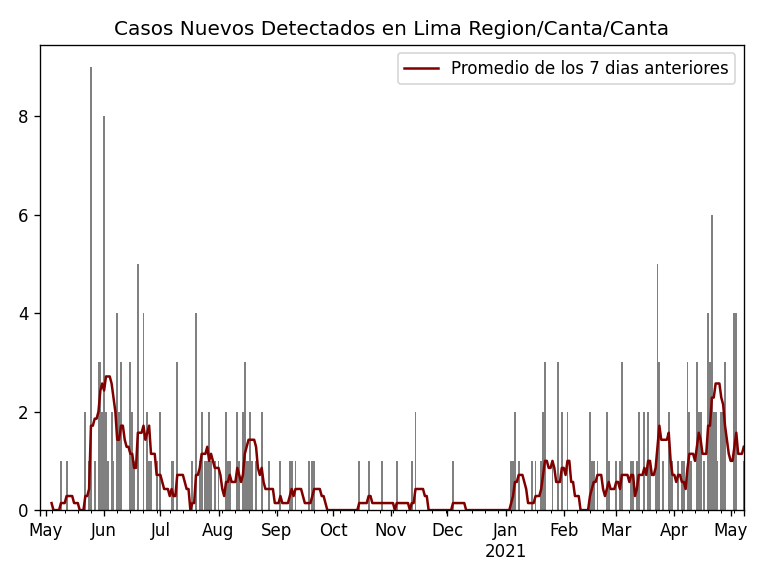 Casos Nuevos Detectados en Lima Region/Canta/Canta
Promedio de los 7 dias anteriores
8
6
4
2
0
May Jun Jul Aug Sep Oct Nov Dec Jan Feb Mar Apr May
2021